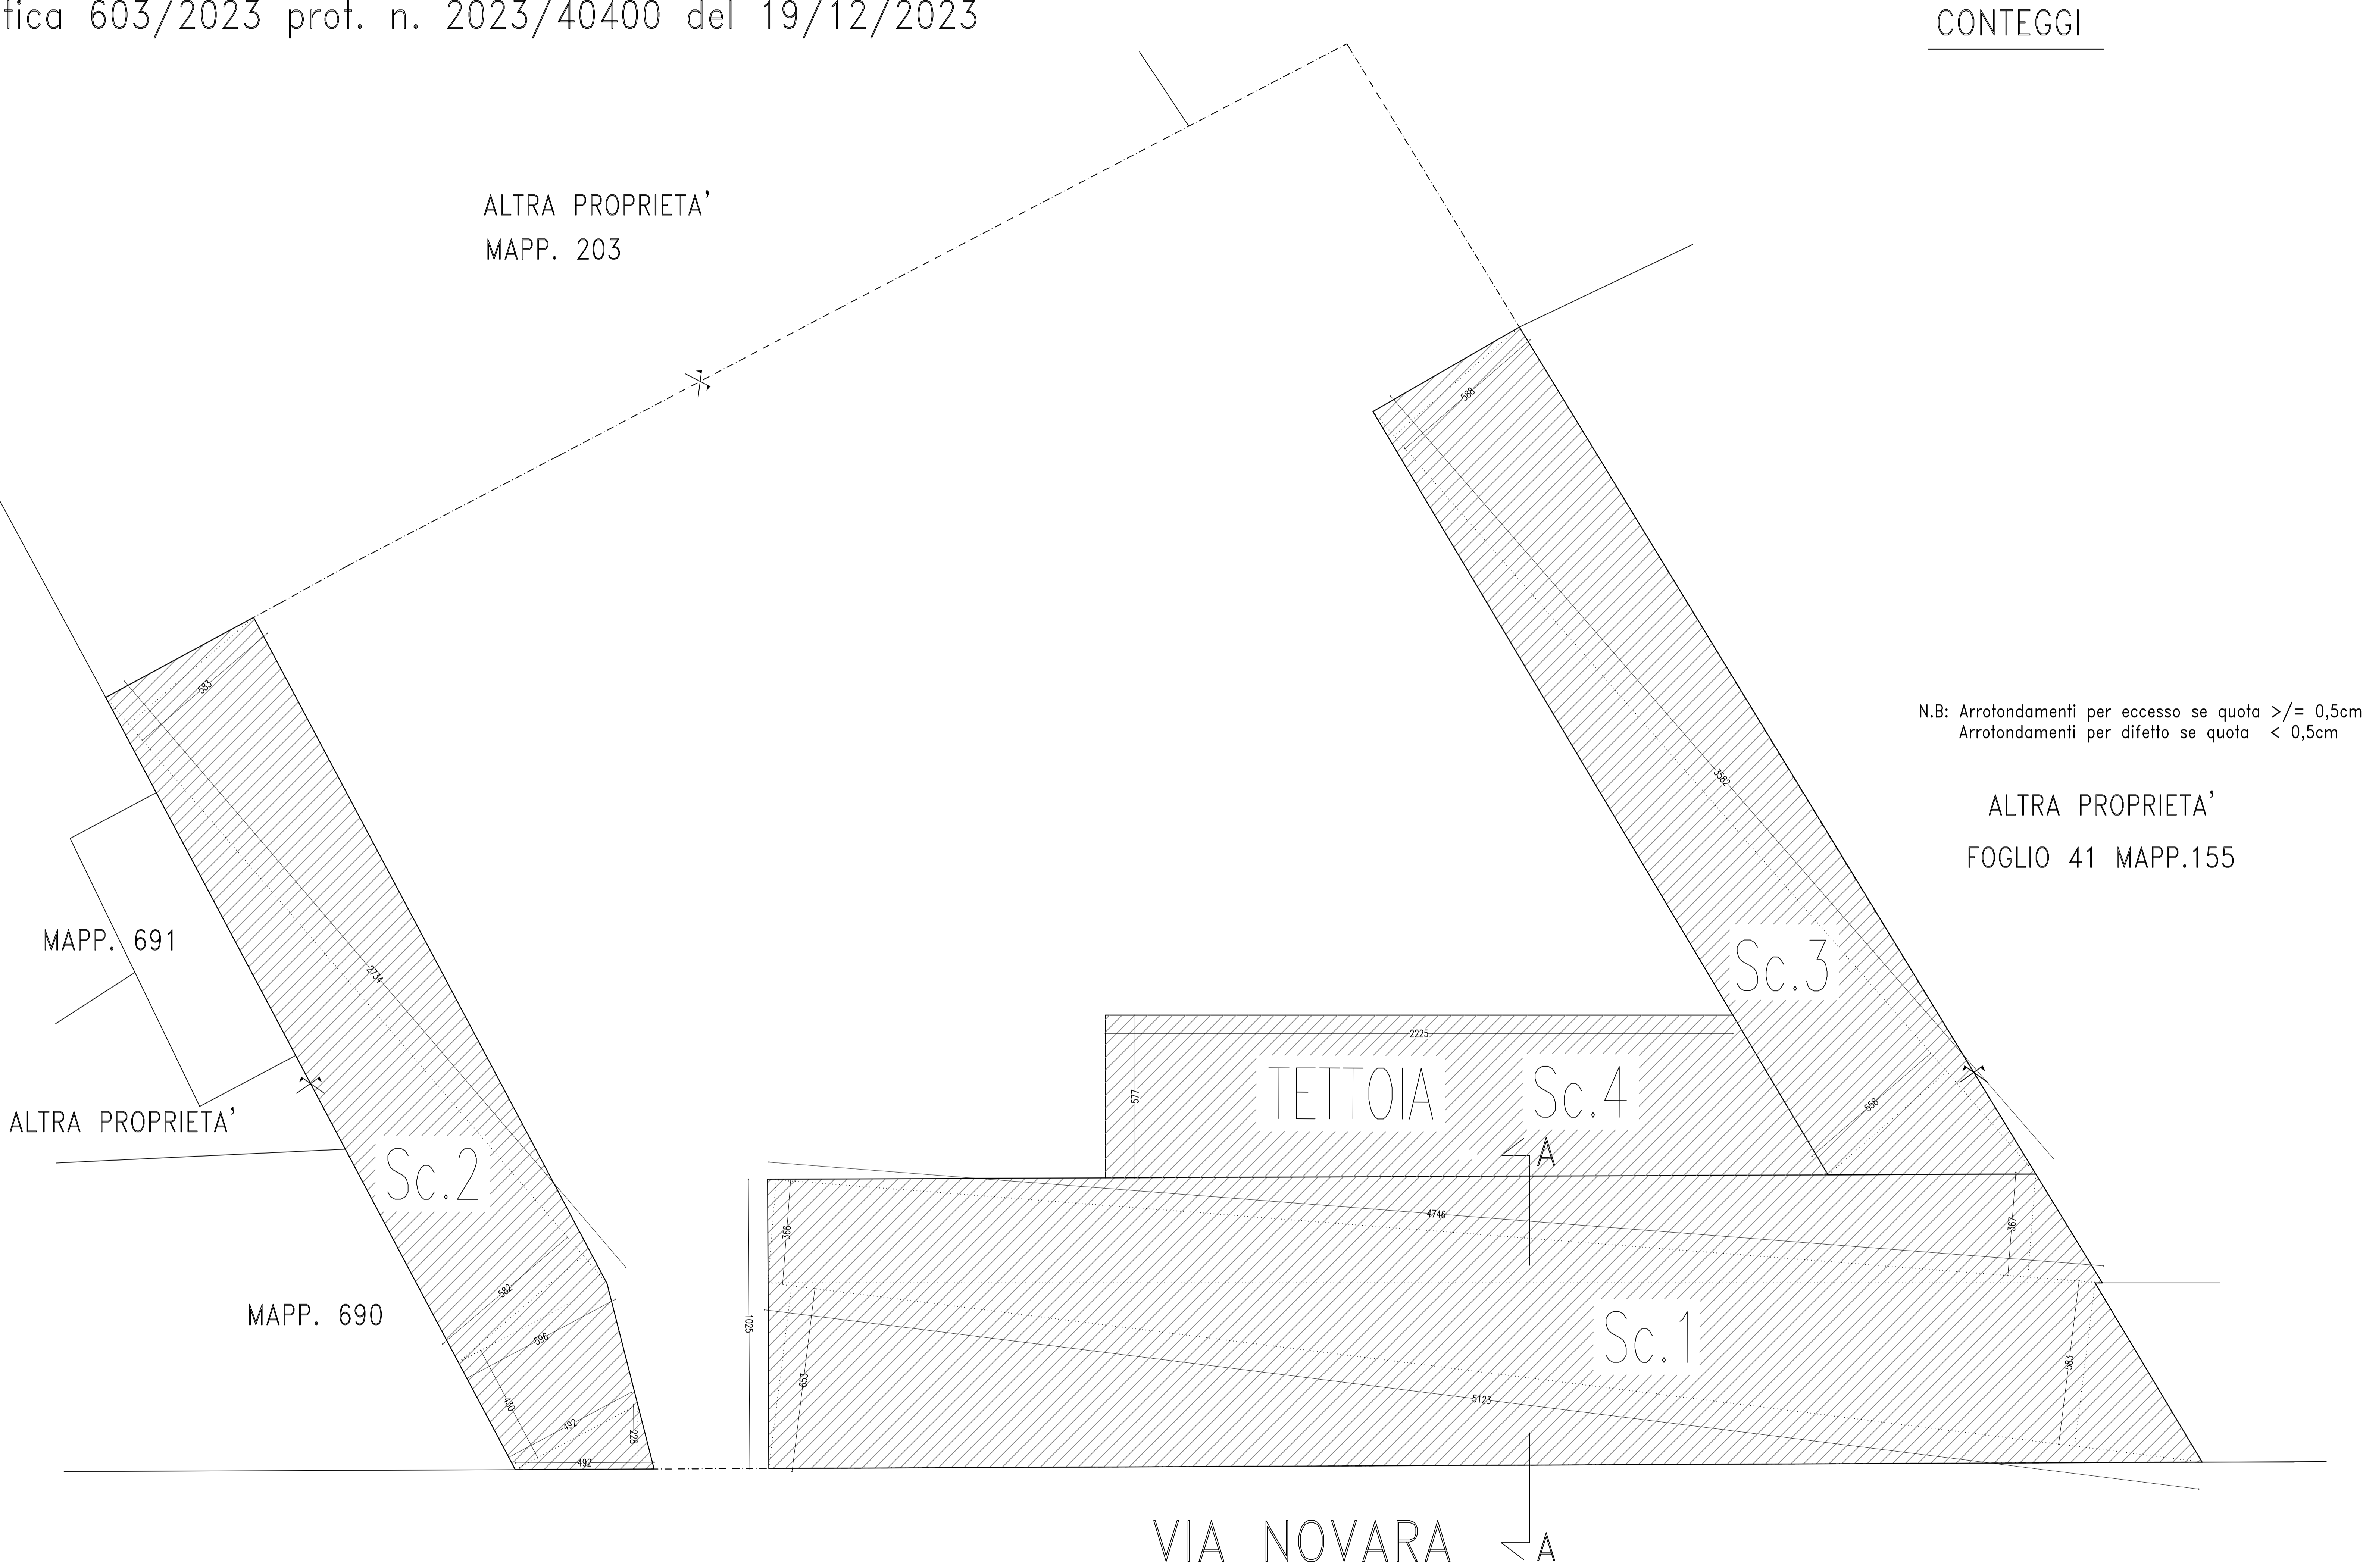 tica 603/2023 prot. n. 2023/40400 del 19/12/2023
CONTEGGI
ALTRA PROPRIETA'
MAPP. 203
588
583
N.B: Arrotondamenti per eccesso se quota >/= 0,5cm
Arrotondamenti per difetto se quota < 0,5cm
3582
ALTRA PROPRIETA'
FOGLIO 41 MAPP.155
MAPP. 691
2734
Sc.3
2225
577
TETTOIA
Sc.4
558
ALTRA PROPRIETA'
Sc.2
A
4746
366
367
582
MAPP. 690
596
1025
Sc.1
653
583
430
492
5123
228
492
VIA NOVARA
A